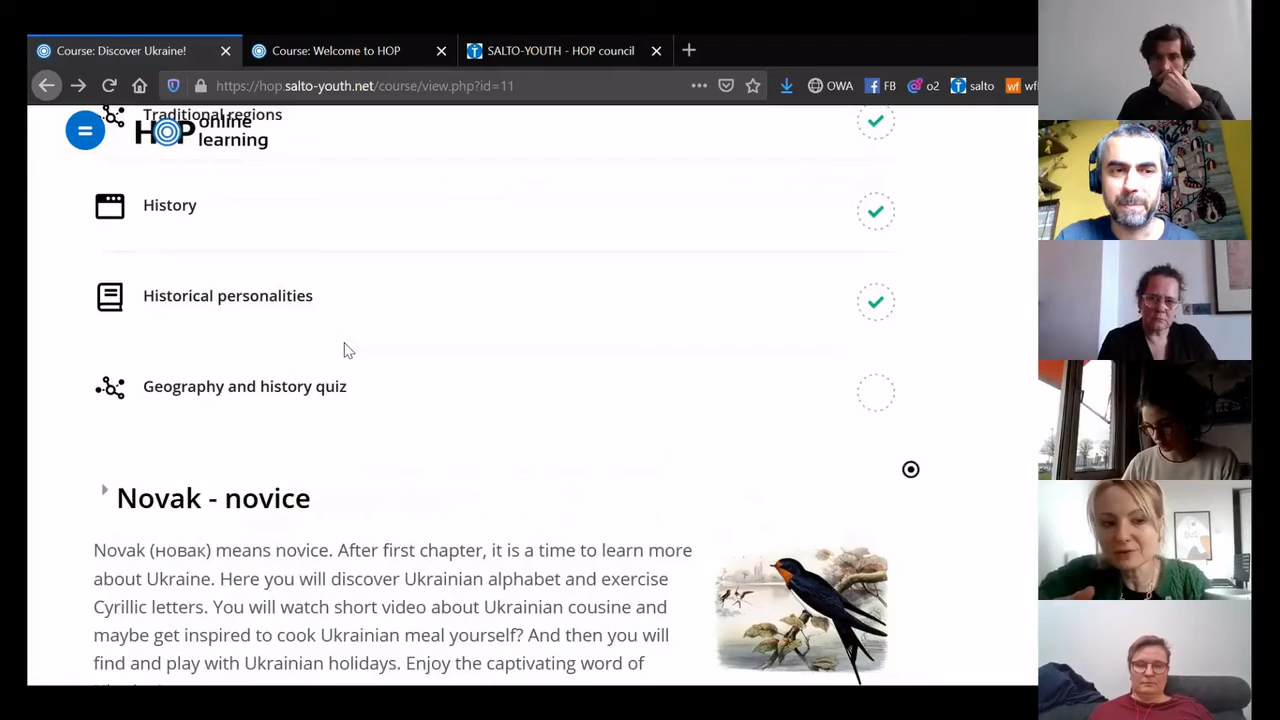 Course: Discover Ukraine!
Course: Welcome to HOP
SALTO-YOUTH - HOP council
https://hop.salto-youth.net/course/view.php?id=11
OWA
FB
o2
salto
Traditional regions
HOP online learning
History
Historical personalities
Geography and history quiz
Novak - novice
Novak (новак) means novice. After first chapter, it is a time to learn more
about Ukraine. Here you will discover Ukrainian alphabet and exercise
Cyrillic letters. You will watch short video about Ukrainian cousine and
maybe get inspired to cook Ukrainian meal yourself? And then you will
find and play with Ukrainian holidays. Enjoy the captivating word of